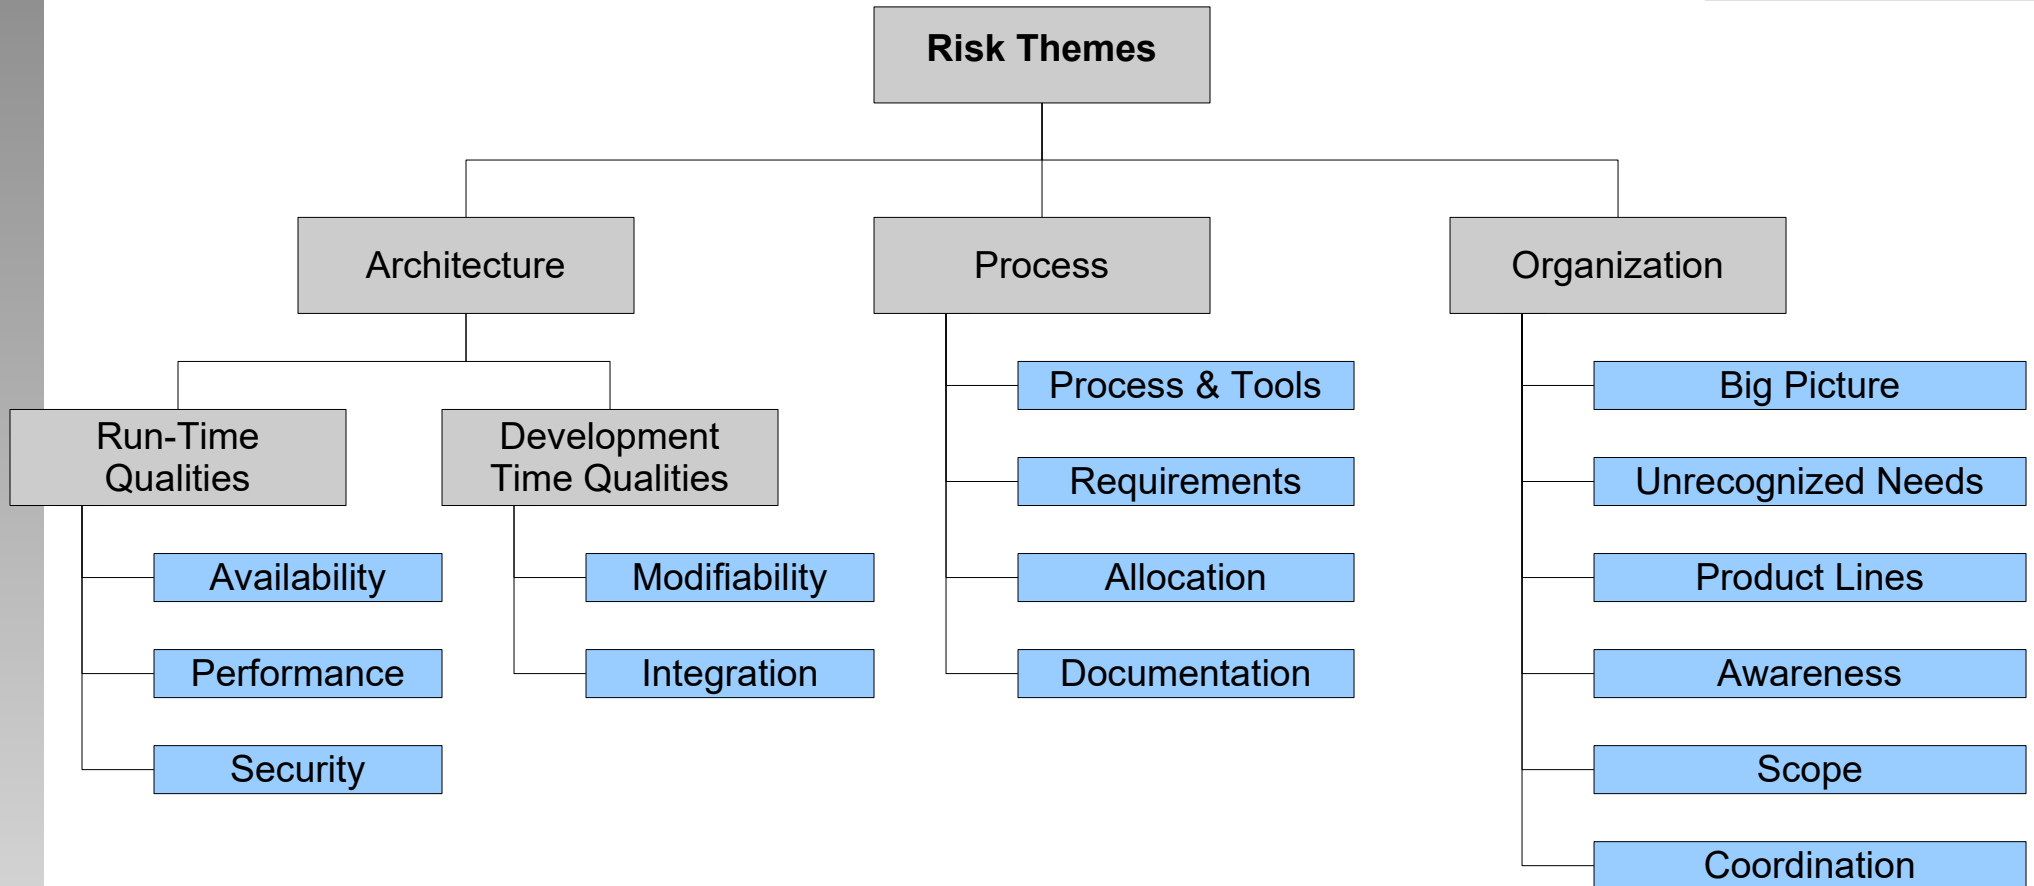 Risk Themes
Architecture
Process
Organization
Run-Time
Qualities
Development
Time Qualities
Availability
Performance
Security
Modifiability
Integration
Process & Tools
Requirements
Allocation
Documentation
Big Picture
Unrecognized Needs
Product Lines
Awareness
Scope
Coordination